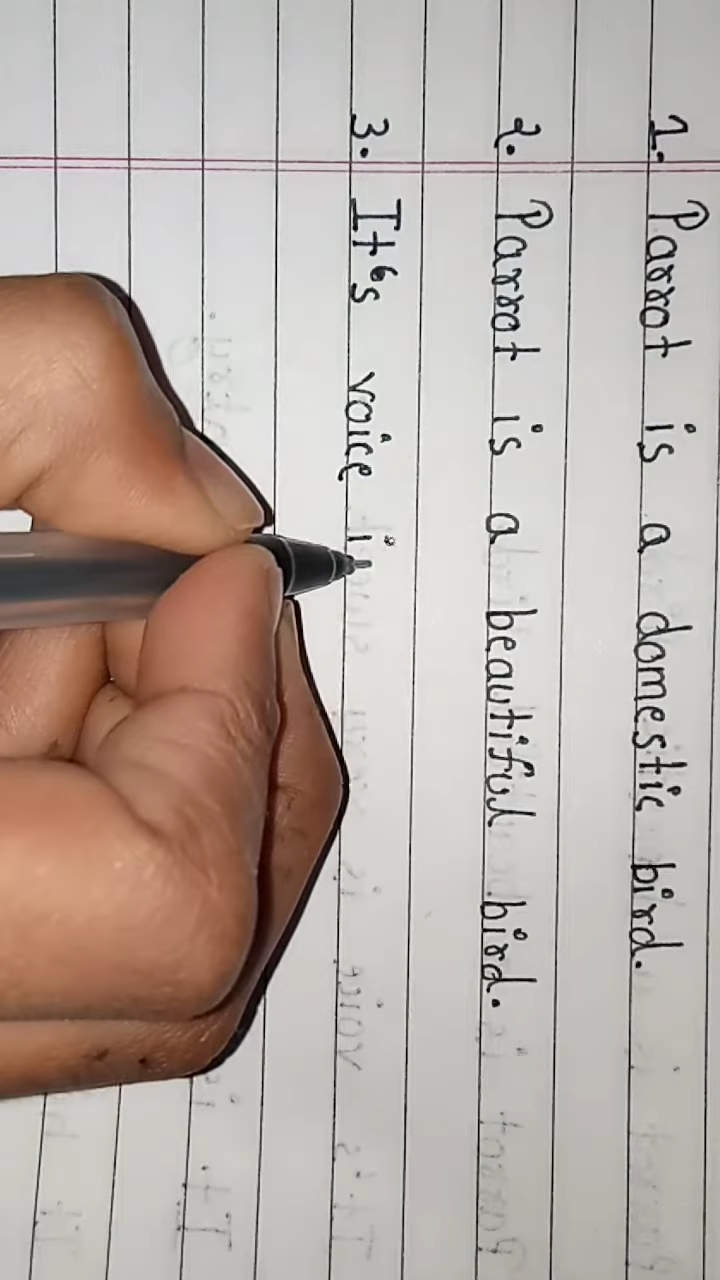 1. Parrot is a domestic bird.
2. Parrot is a beautiful bird.
3. It's voice i